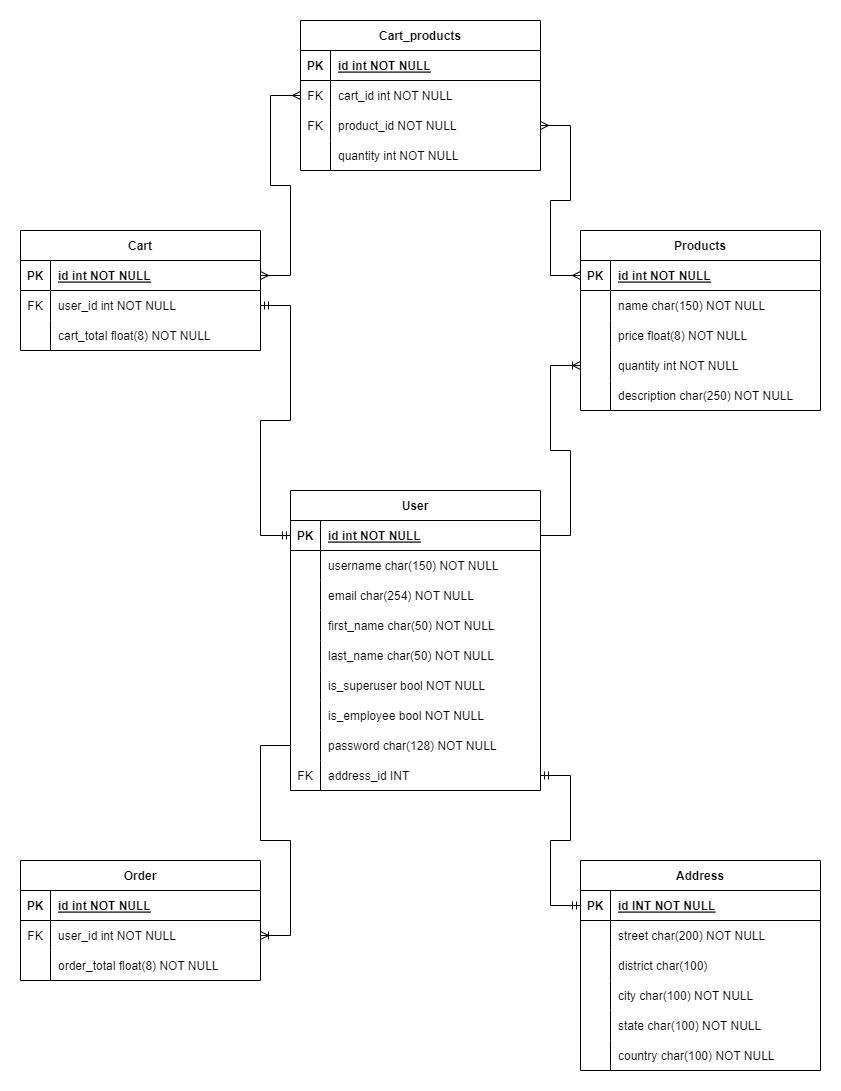 Cart_products
PK id int NOT NULL
FK cart_id int NOT NULL
FK product_id NOT NULL
quantity int NOT NULL
Cart
PK id int NOT NULL
FK user_id int NOT NULL
cart_total float(8) NOT NULL
Products
PK id int NOT NULL
name char(150) NOT NULL
price float(8) NOT NULL
quantity int NOT NULL
description char(250) NOT NULL
User
PK id int NOT NULL
username char(150) NOT NULL
email char(254) NOT NULL
first_name char(50) NOT NULL
last_name char(50) NOT NULL
is_superuser bool NOT NULL
is_employee bool NOT NULL
password char(128) NOT NULL
FK address_id INT
Order
PK id int NOT NULL
FK user_id int NOT NULL
order_total float(8) NOT NULL
Address
PK id INT NOT NULL
street char(200) NOT NULL
district char(100)
city char(100) NOT NULL
state char(100) NOT NULL
country char(100) NOT NULL